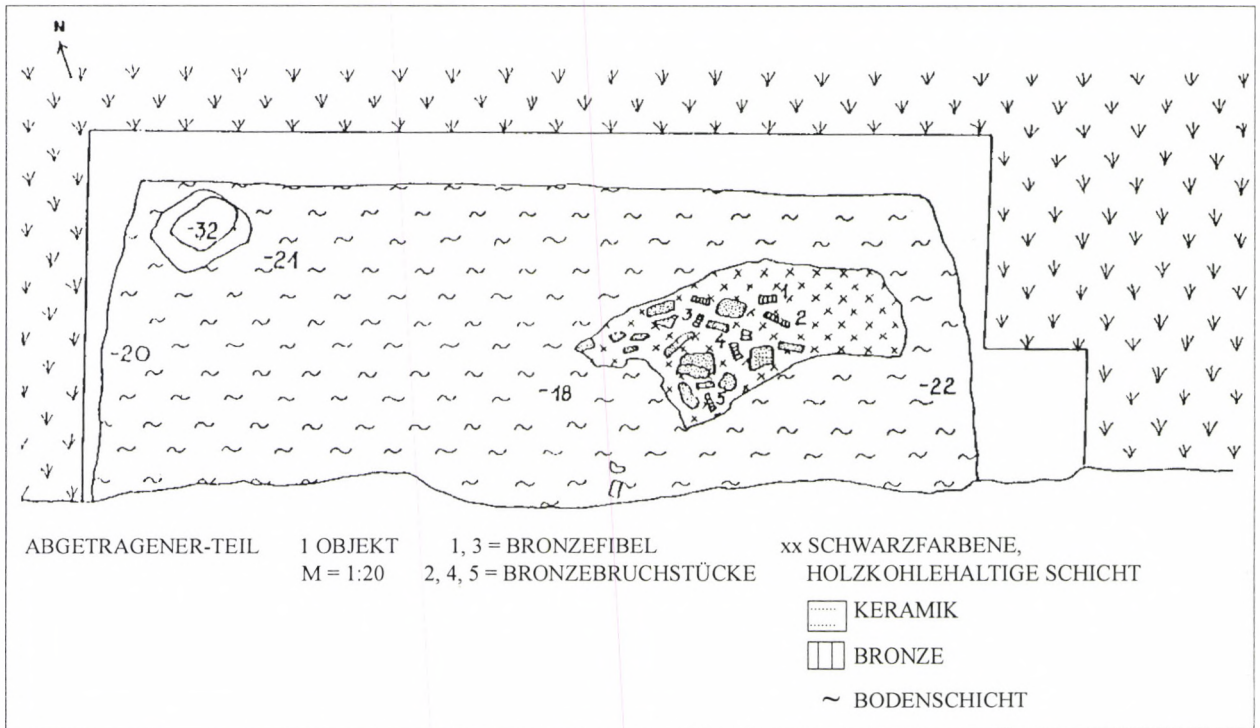 N
-32
-21
1
3
2
-20
4
-18
-22
5
ABGETRAGENER-TEIL 1 OBJEKT 1, 3 = BRONZEFIBEL xx SCHWARZFARBENE,
M = 1:20 2, 4, 5 = BRONZEBRUCHSTÜCKE HOLZKOHLEHALTIGE SCHICHT
KERAMIK
BRONZE
~ BODENSCHICHT